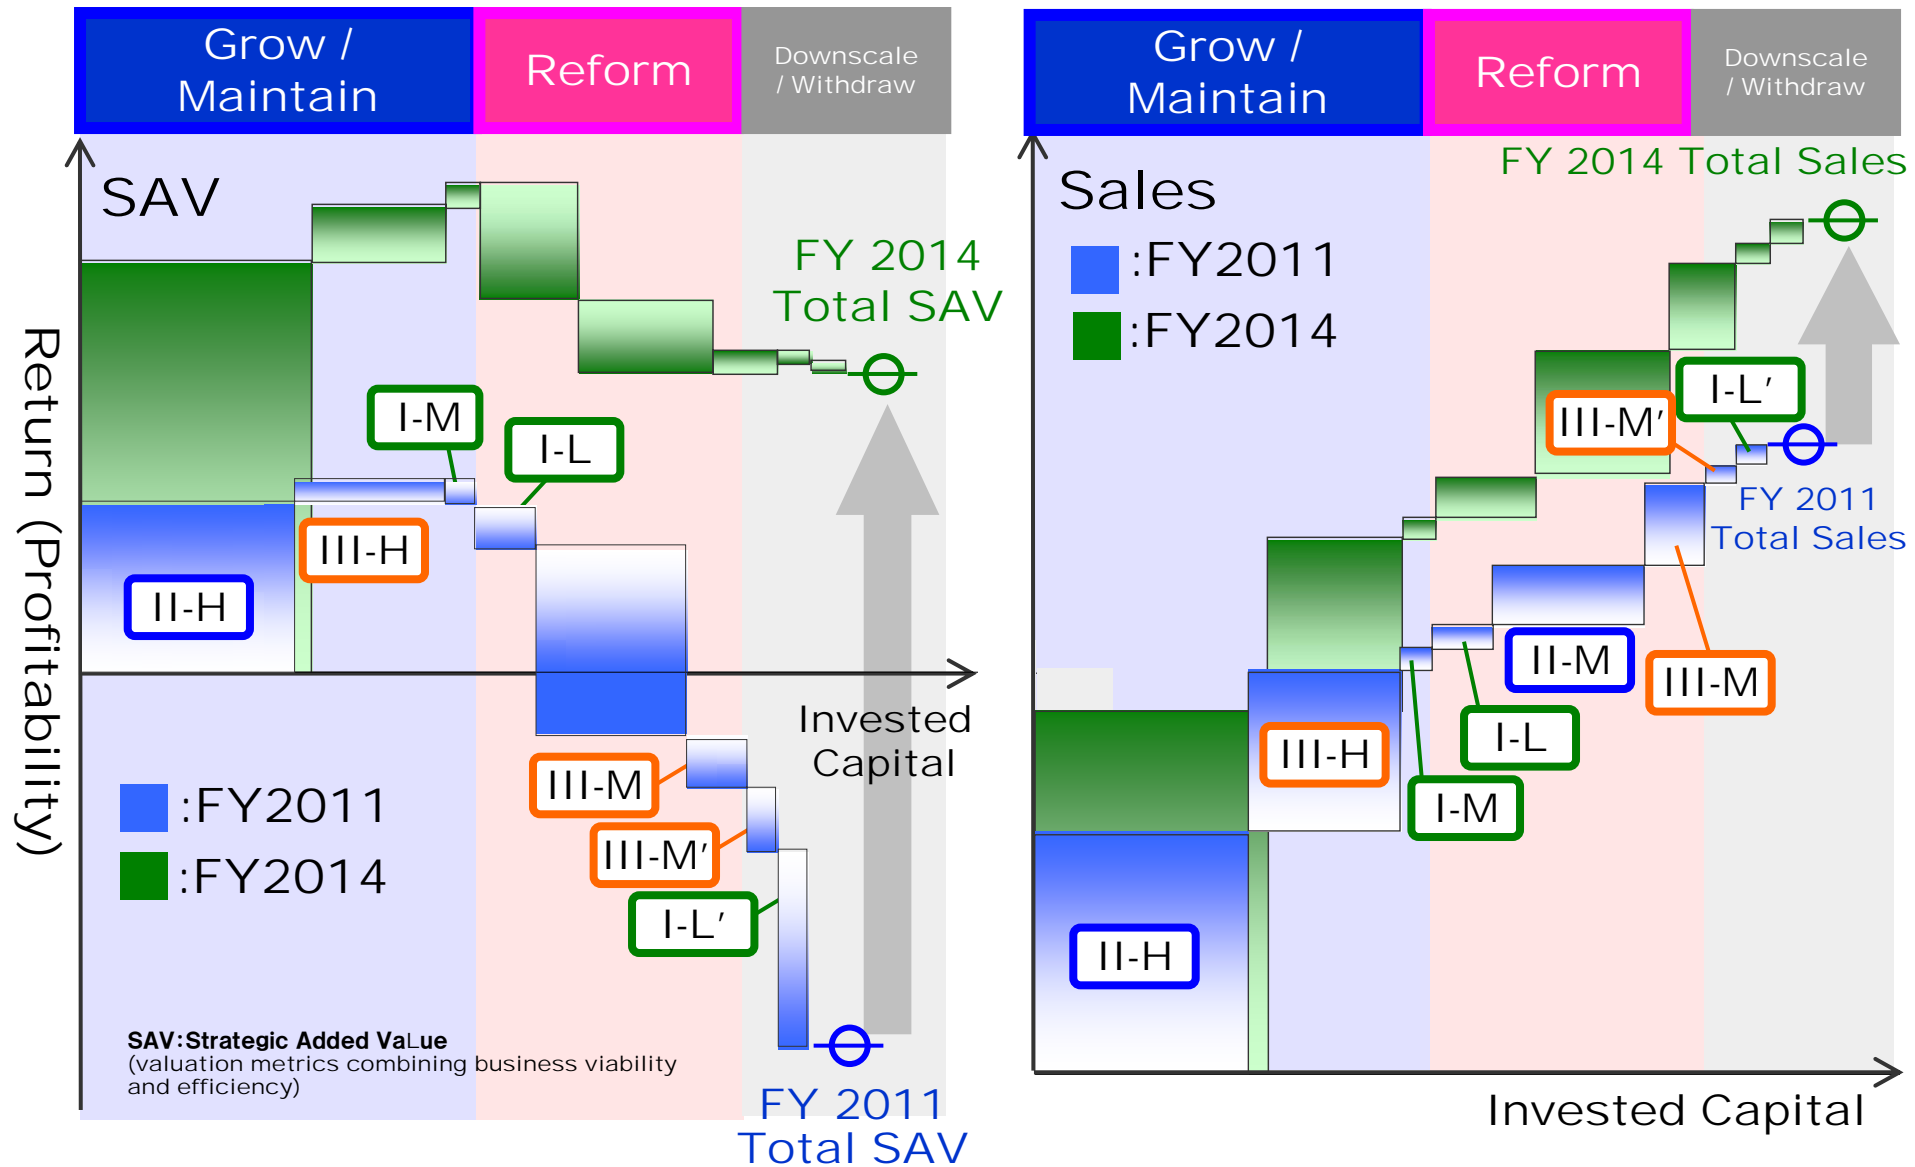 Grow /
Maintain
Reform
Downscale
/ Withdraw
SAV
FY 2014
Total SAV
I-M
I-L
III-H
II-H
Return (Profitability)
Invested
Capital
III-M
III-M'
I-L'
:FY2011
:FY2014
SAV:Strategic Added VaLue
(valuation metrics combining business viability
and efficiency)
FY 2011
Total SAV
Grow /
Maintain
Reform
Downscale
/ Withdraw
FY 2014 Total Sales
Sales
:FY2011
:FY2014
I-L'
III-M'
FY 2011
Total Sales
II-M
III-M
I-L
III-H
I-M
II-H
Invested Capital